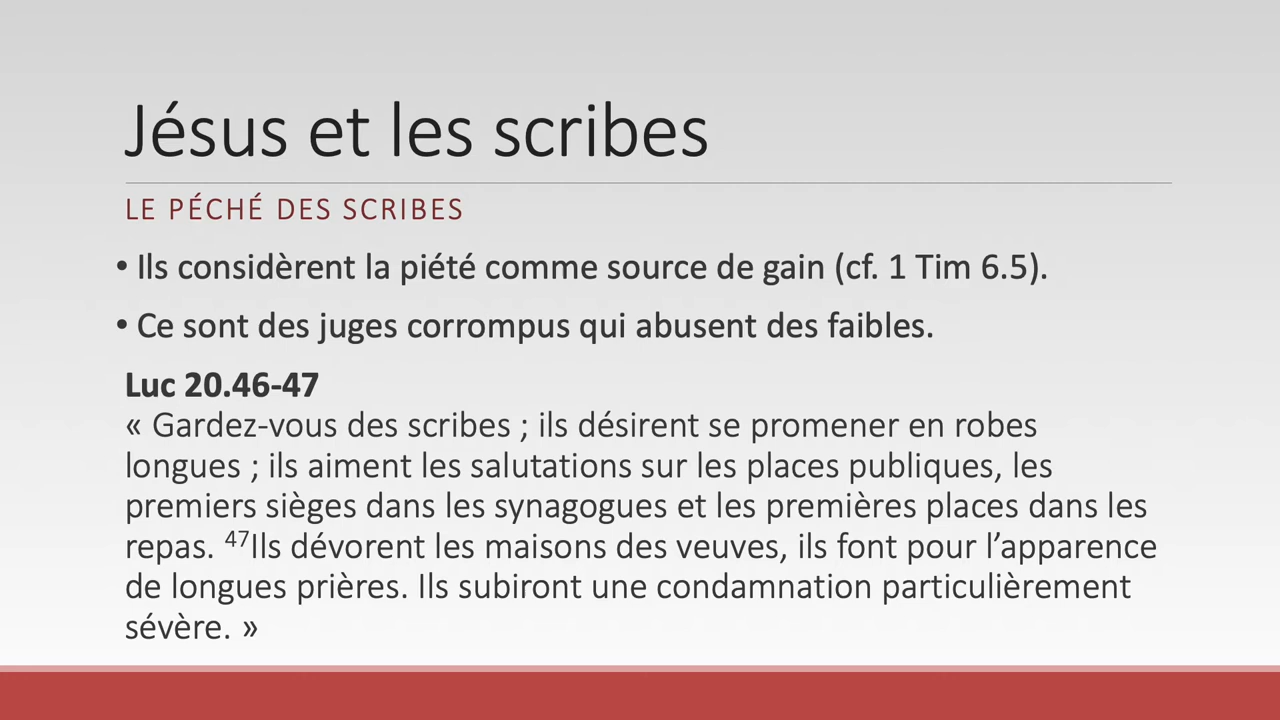 Jésus et les scribes
LE PÉCHÉ DES SCRIBES
• Ils considèrent la piété comme source de gain (cf. 1 Tim 6.5).
• Ce sont des juges corrompus qui abusent des faibles.
Luc 20.46-47
« Gardez-vous des scribes ; ils désirent se promener en robes
longues ; ils aiment les salutations sur les places publiques, les
premiers sièges dans les synagogues et les premières places dans les
repas. ⁴⁷Ils dévorent les maisons des veuves, ils font pour l’apparence
de longues prières. Ils subiront une condamnation particulièrement
sévère. »